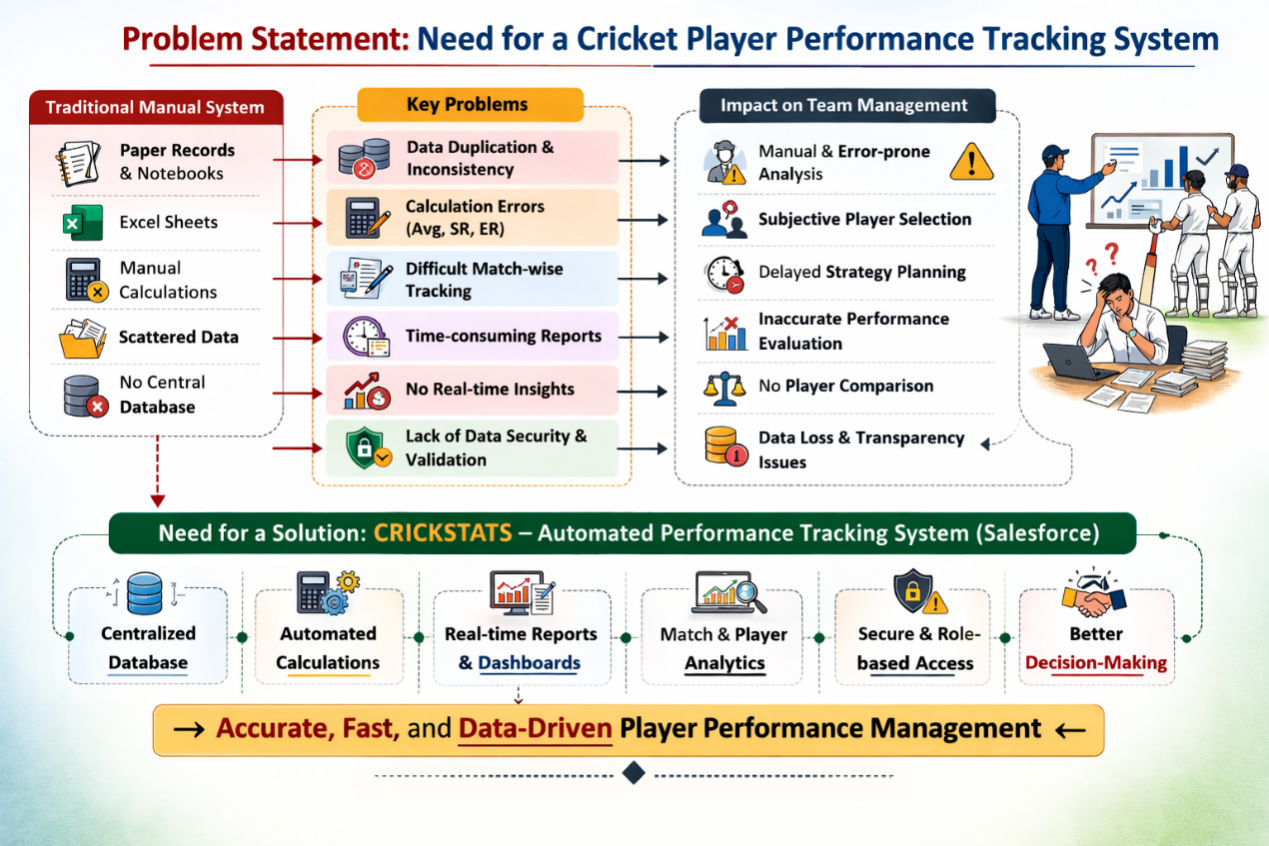 Problem Statement: Need for a Cricket Player Performance Tracking System
Traditional Manual System
Paper Records
& Notebooks
Excel Sheets
Manual
Calculations
Scattered Data
No Central
Database
Key Problems
Data Duplication &
Inconsistency
Calculation Errors
(Avg, SR, ER)
Difficult Match-wise
Tracking
Time-consuming Reports
No Real-time Insights
Lack of Data Security &
Validation
Impact on Team Management
Manual & Error-prone
Analysis
Subjective Player Selection
Delayed Strategy Planning
Inaccurate Performance
Evaluation
No Player Comparison
Data Loss & Transparency
Issues
? ?
Need for a Solution: CRICKSTATS – Automated Performance Tracking System (Salesforce)
Centralized
Database
Automated
Calculations
Real-time Reports
& Dashboards
Match & Player
Analytics
Secure & Role-
based Access
Better
Decision-Making
→ Accurate, Fast, and Data-Driven Player Performance Management ←